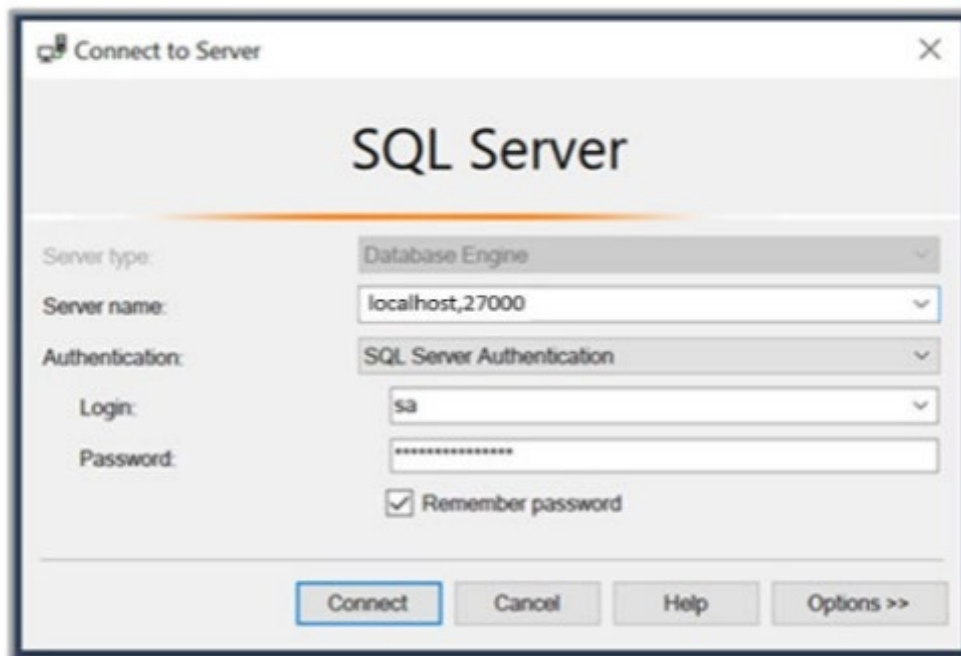 Connect to Server
SQL Server
Server type: Database Engine
Server name: localhost,27000
Authentication: SQL Server Authentication
Login: sa
Password: ***************
Remember password
Connect Cancel Help Options >>